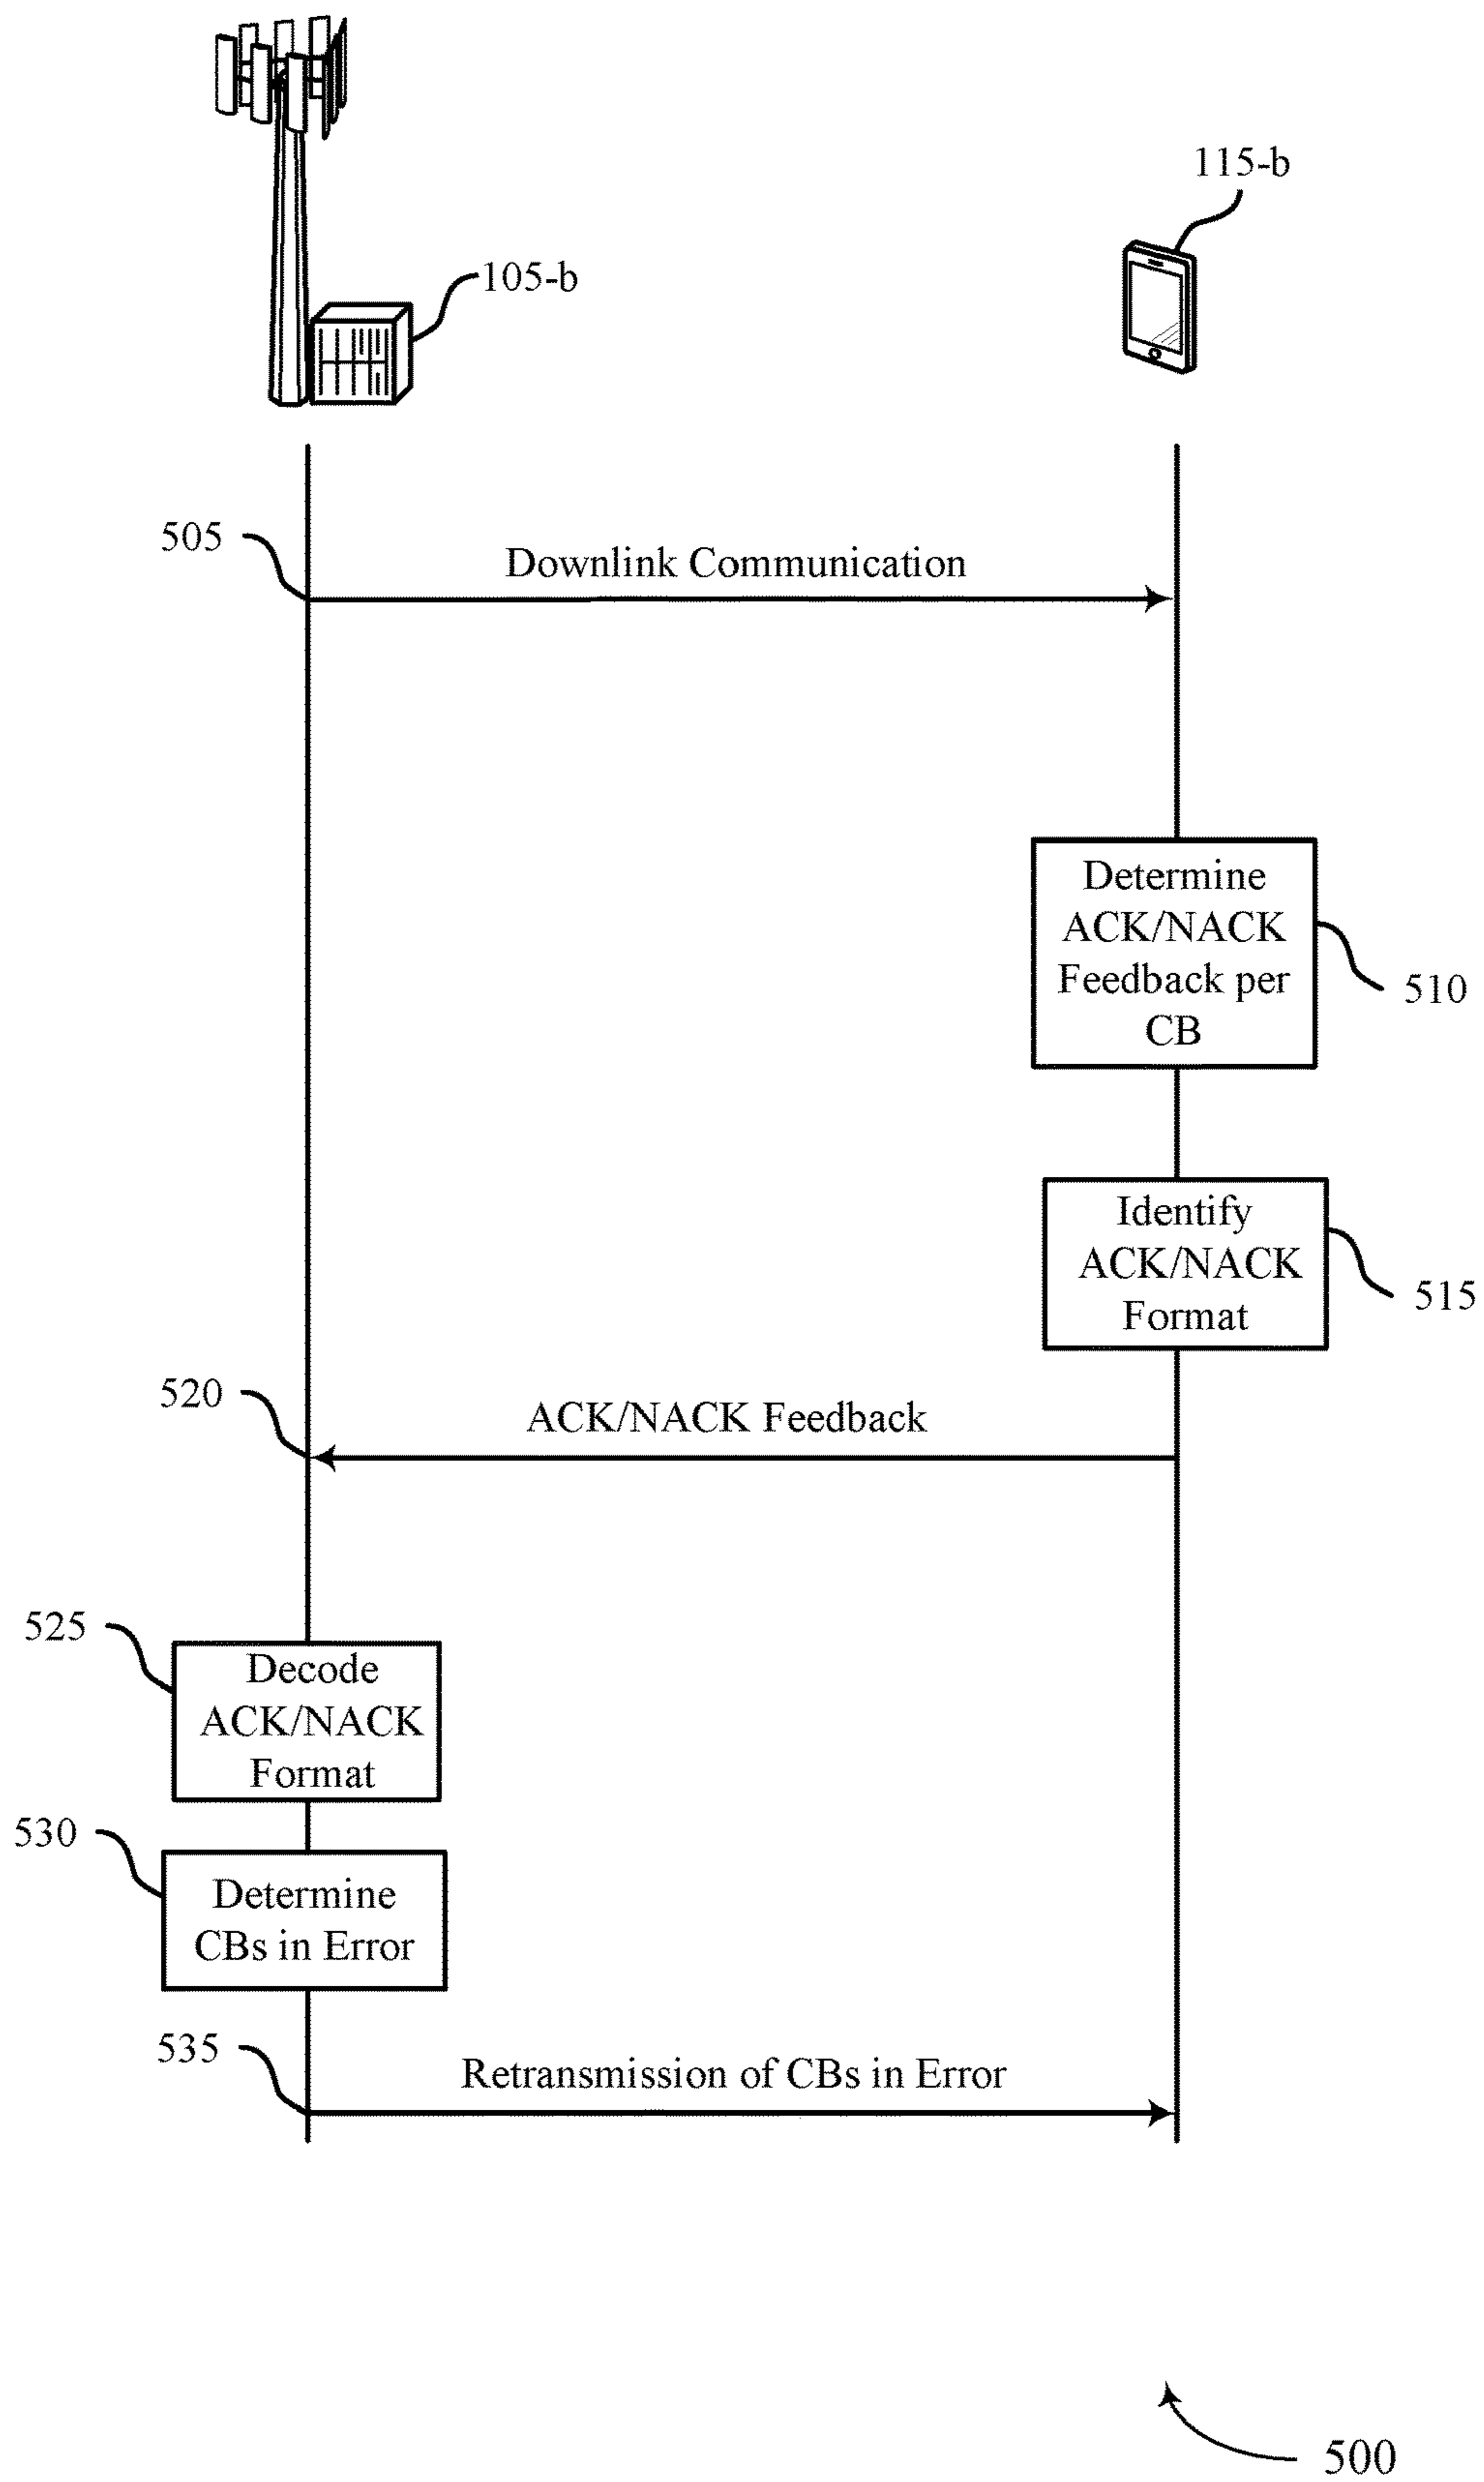 115-b
105-b
505
Downlink Communication
Determine
ACK/NACK
Feedback per
CB
510
Identify
ACK/NACK
Format
515
520
ACK/NACK Feedback
525
Decode
ACK/NACK
Format
530
Determine
CBs in Error
535
Retransmission of CBs in Error
500